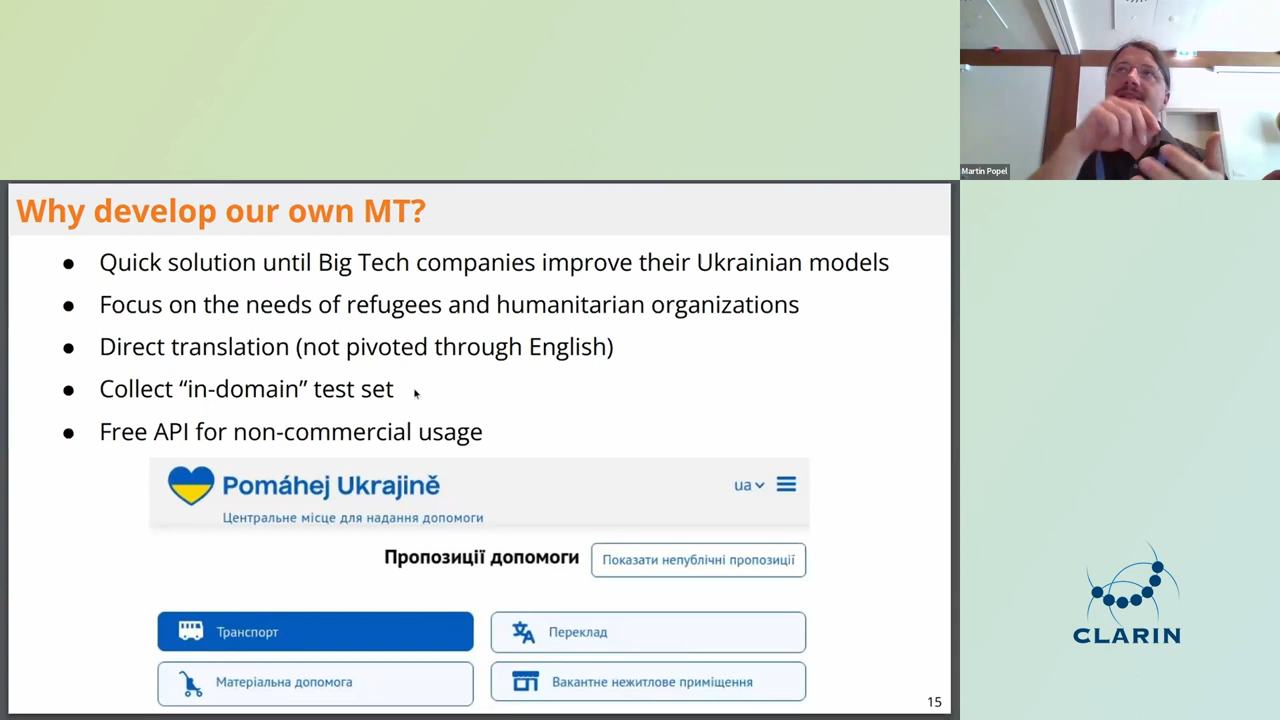 Martin Popel
Why develop our own MT?
● Quick solution until Big Tech companies improve their Ukrainian models
● Focus on the needs of refugees and humanitarian organizations
● Direct translation (not pivoted through English)
● Collect “in-domain” test set
● Free API for non-commercial usage
Pomáhej Ukrajině
ua
Центральне місце для надання допомоги
Пропозиції допомоги
Показати непублічні пропозиції
Транспорт
Переклад
Матеріальна допомога
Вакантне нежитлове приміщення
15
CLARIN